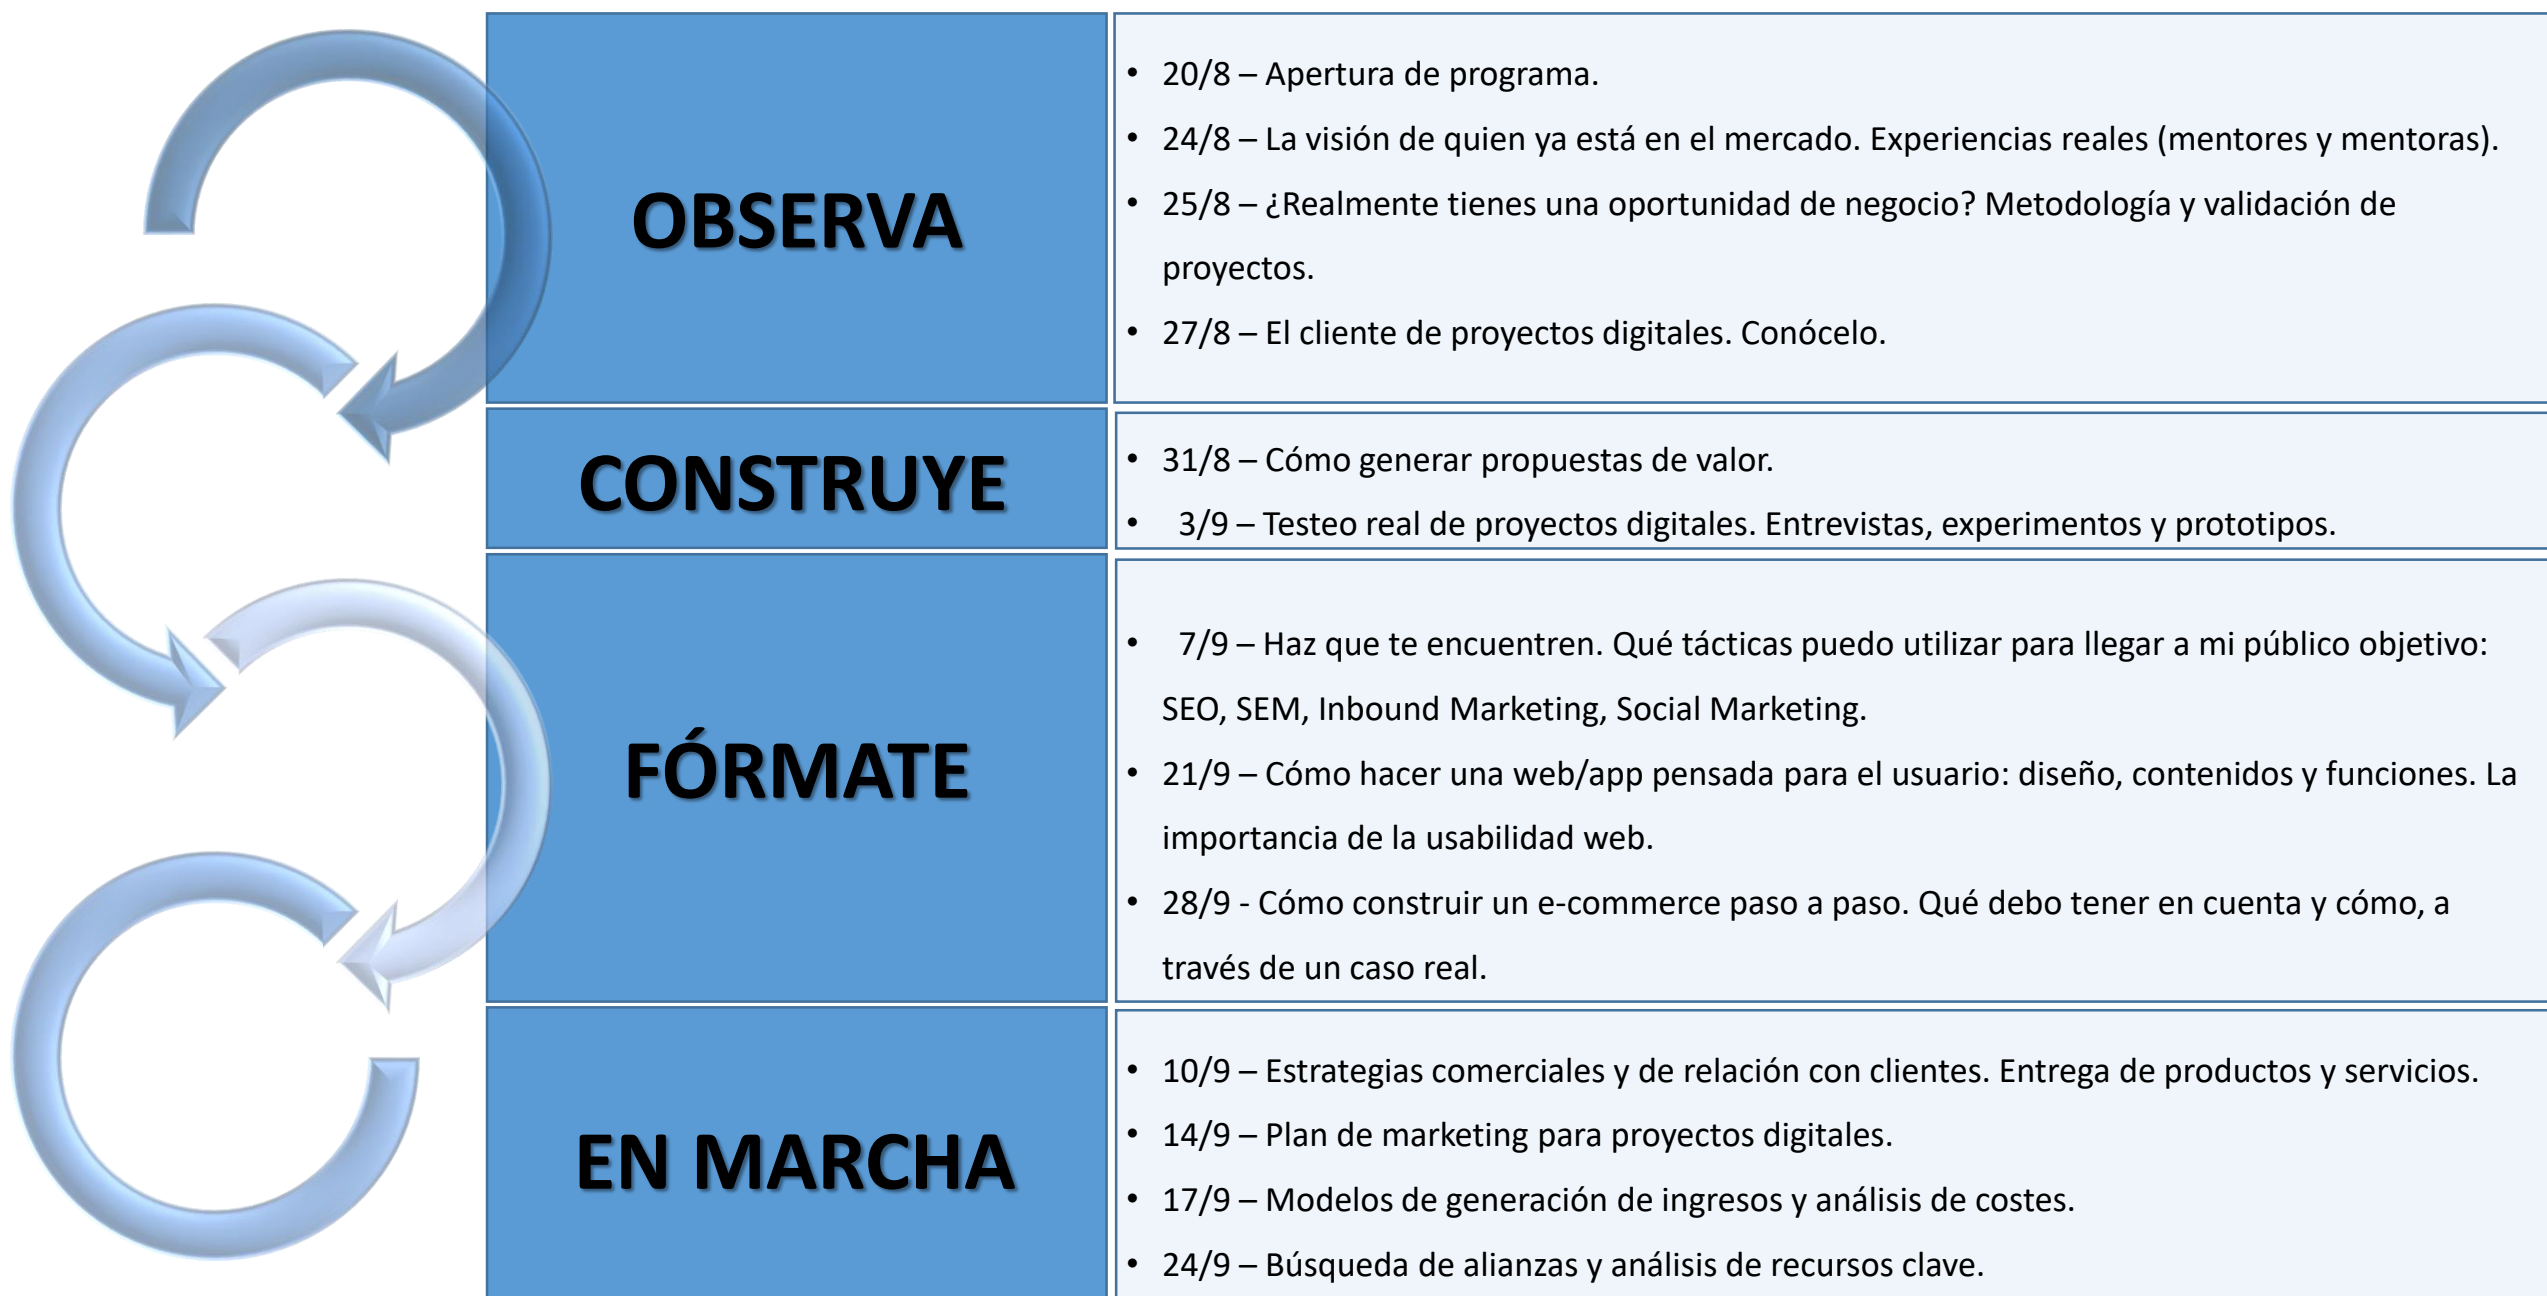 OBSERVA
• 20/8 – Apertura de programa.
• 24/8 – La visión de quien ya está en el mercado. Experiencias reales (mentores y mentoras).
• 25/8 – ¿Realmente tienes una oportunidad de negocio? Metodología y validación de
proyectos.
• 27/8 – El cliente de proyectos digitales. Conócelo.
CONSTRUYE
• 31/8 – Cómo generar propuestas de valor.
• 3/9 – Testeo real de proyectos digitales. Entrevistas, experimentos y prototipos.
FÓRMATE
• 7/9 – Haz que te encuentren. Qué tácticas puedo utilizar para llegar a mi público objetivo:
SEO, SEM, Inbound Marketing, Social Marketing.
• 21/9 – Cómo hacer una web/app pensada para el usuario: diseño, contenidos y funciones. La
importancia de la usabilidad web.
• 28/9 - Cómo construir un e-commerce paso a paso. Qué debo tener en cuenta y cómo, a
través de un caso real.
EN MARCHA
• 10/9 – Estrategias comerciales y de relación con clientes. Entrega de productos y servicios.
• 14/9 – Plan de marketing para proyectos digitales.
• 17/9 – Modelos de generación de ingresos y análisis de costes.
• 24/9 – Búsqueda de alianzas y análisis de recursos clave.